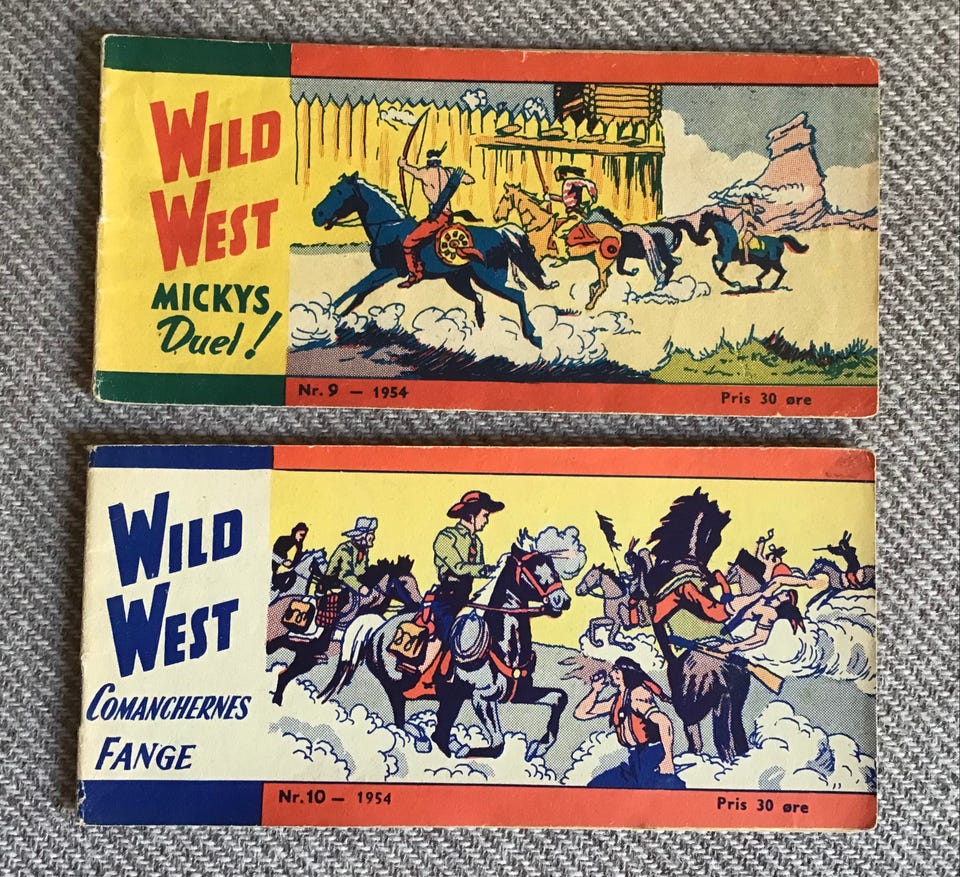 WILD
WEST
MICKYS
Duel!
Nr. 9 — 1954
Pris 30 øre
WILD
WEST
COMANCHERNES
FANGE
Nr. 10 — 1954
Pris 30 øre